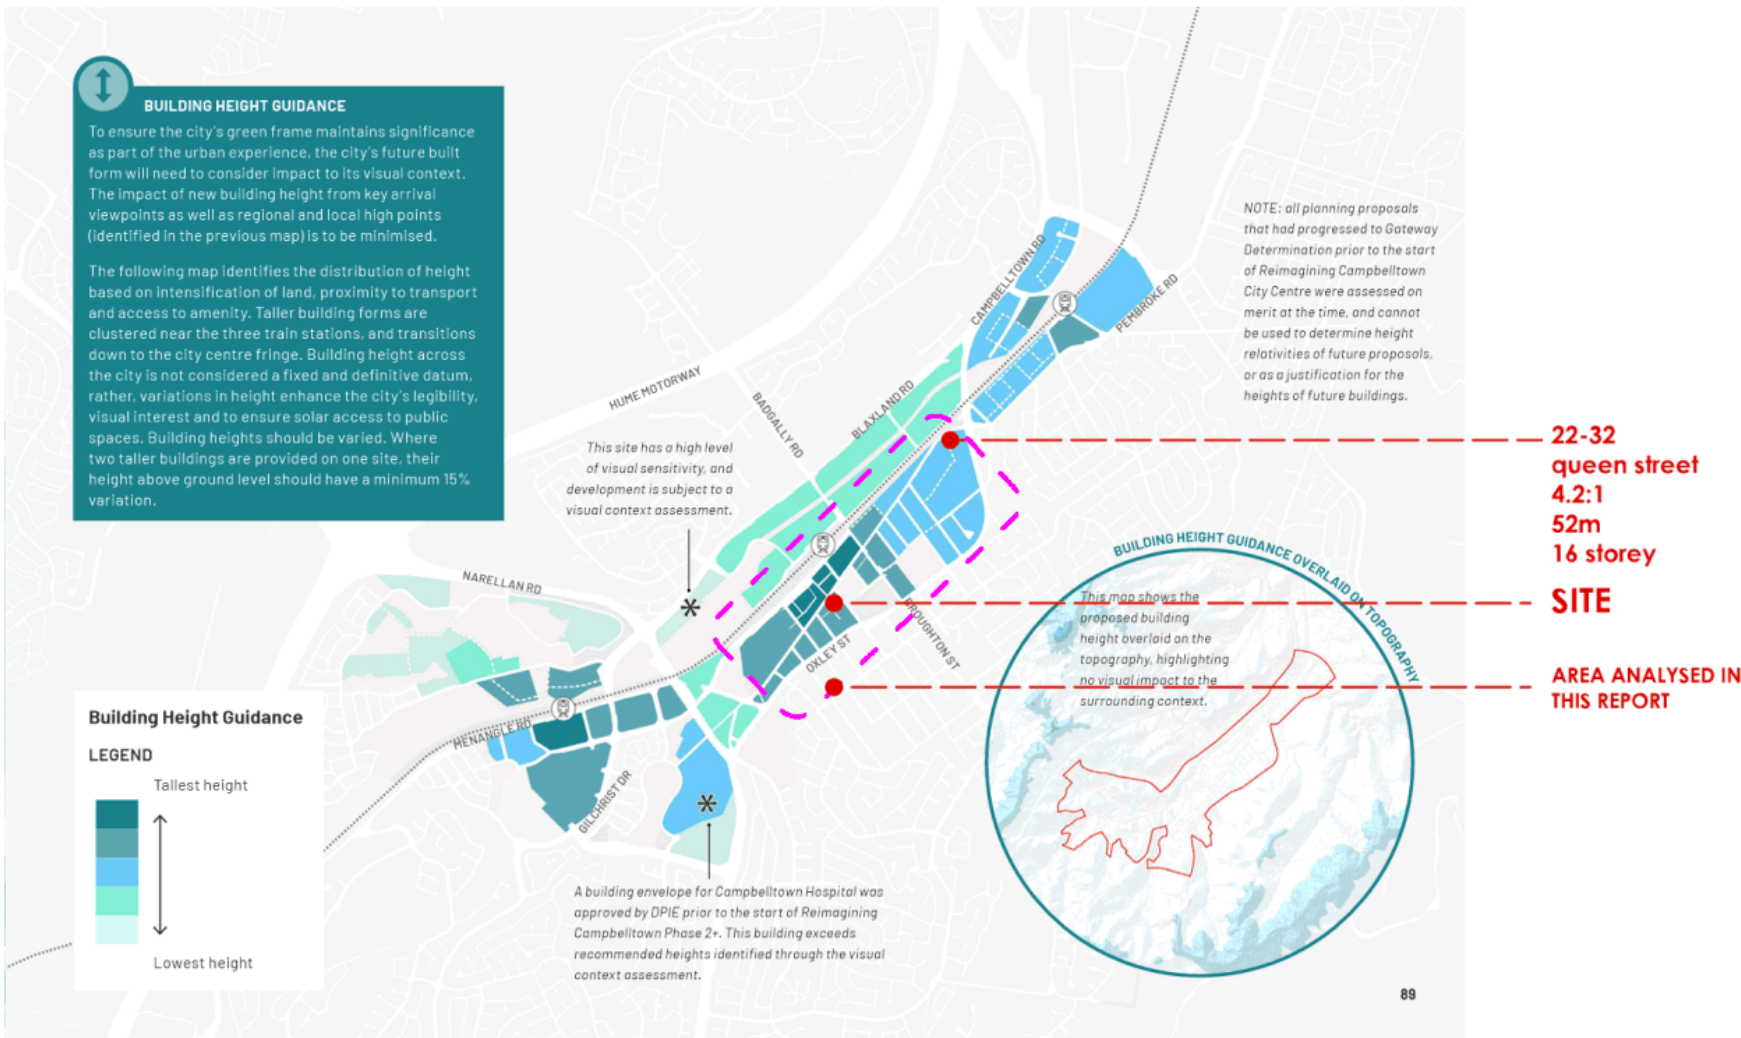 BUILDING HEIGHT GUIDANCE
To ensure the city's green frame maintains significance
as part of the urban experience, the city's future built
form will need to consider impact to its visual context.
The impact of new building height from key arrival
viewpoints as well as regional and local high points
(identified in the previous map) is to be minimised.
The following map identifies the distribution of height
based on intensification of land, proximity to transport
and access to amenity. Taller building forms are
clustered near the three train stations, and transitions
down to the city centre fringe. Building height across
the city is not considered a fixed and definitive datum,
rather, variations in height enhance the city's legibility,
visual interest and to ensure solar access to public
spaces. Building heights should be varied. Where
two taller buildings are provided on one site, their
height above ground level should have a minimum 15%
variation.
NOTE: all planning proposals
that had progressed to Gateway
Determination prior to the start
of Reimagining Campbelltown
City Centre were assessed on
merit at the time, and cannot
be used to determine height
relativities of future proposals,
or as a justification for the
heights of future buildings.
CAMPBELLTOWN RD
PEMBROKE RD
HUME MOTORWAY
BADGALLY RD
BLAXLAND RD
This site has a high level
of visual sensitivity, and
development is subject to a
visual context assessment.
NARELLAN RD
BROUGHTON ST
OXLEY ST
MENANGLE RD
GILCHRIST DR
22-32
queen street
4.2:1
52m
16 storey
SITE
AREA ANALYSED IN
THIS REPORT
BUILDING HEIGHT GUIDANCE OVERLAID ON TOPOGRAPHY
This map shows the
proposed building
height overlaid on the
topography, highlighting
no visual impact to the
surrounding context.
Building Height Guidance
LEGEND
Tallest height
Lowest height
A building envelope for Campbelltown Hospital was
approved by DPIE prior to the start of Reimagining
Campbelltown Phase 2+. This building exceeds
recommended heights identified through the visual
context assessment.
89